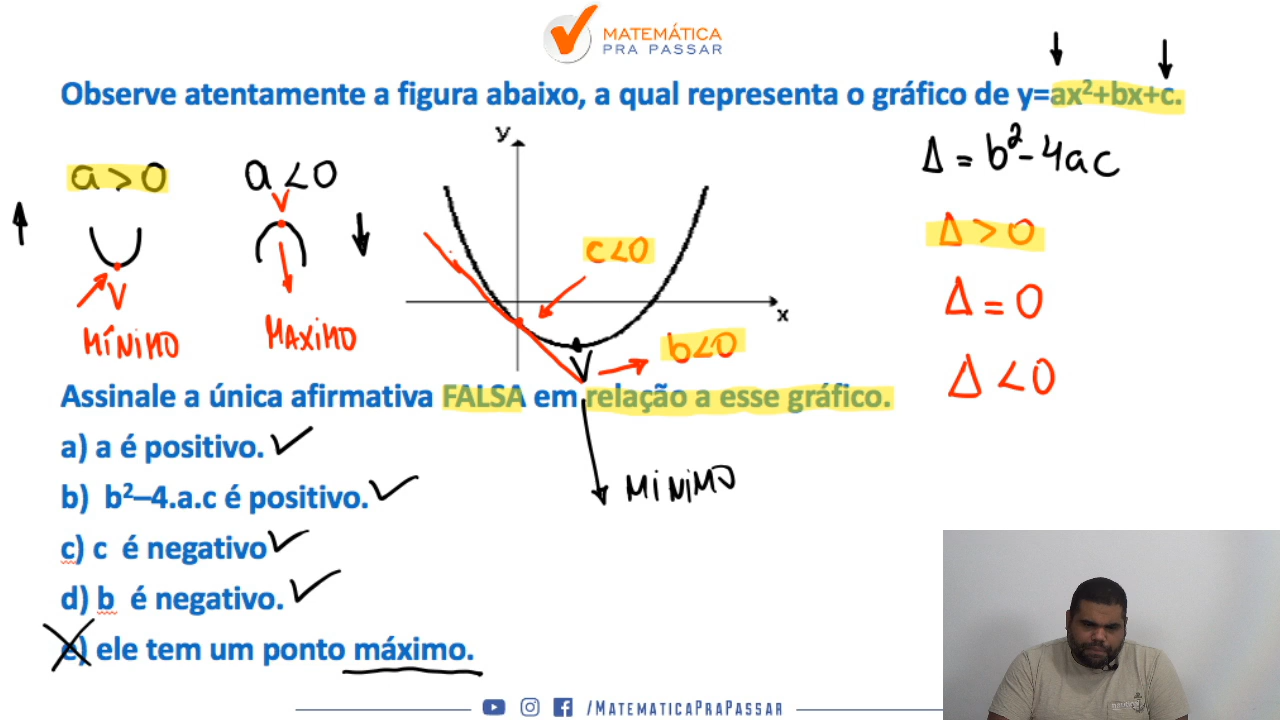 MATEMÁTICA
PRA PASSAR
Observe atentamente a figura abaixo, a qual representa o gráfico de y=ax²+bx+c.
a>0
a<0
V
V
MÍNIMO
MAXIMO
y
x
c<0
b<0
V
MINIMO
Δ = b²-4ac
Δ > 0
Δ = 0
Δ < 0
Assinale a única afirmativa FALSA em relação a esse gráfico.
a) a é positivo.
b) b²–4.a.c é positivo.
c) c é negativo
d) b é negativo.
e) ele tem um ponto máximo.
/MATEMATICAPRAPASSAR